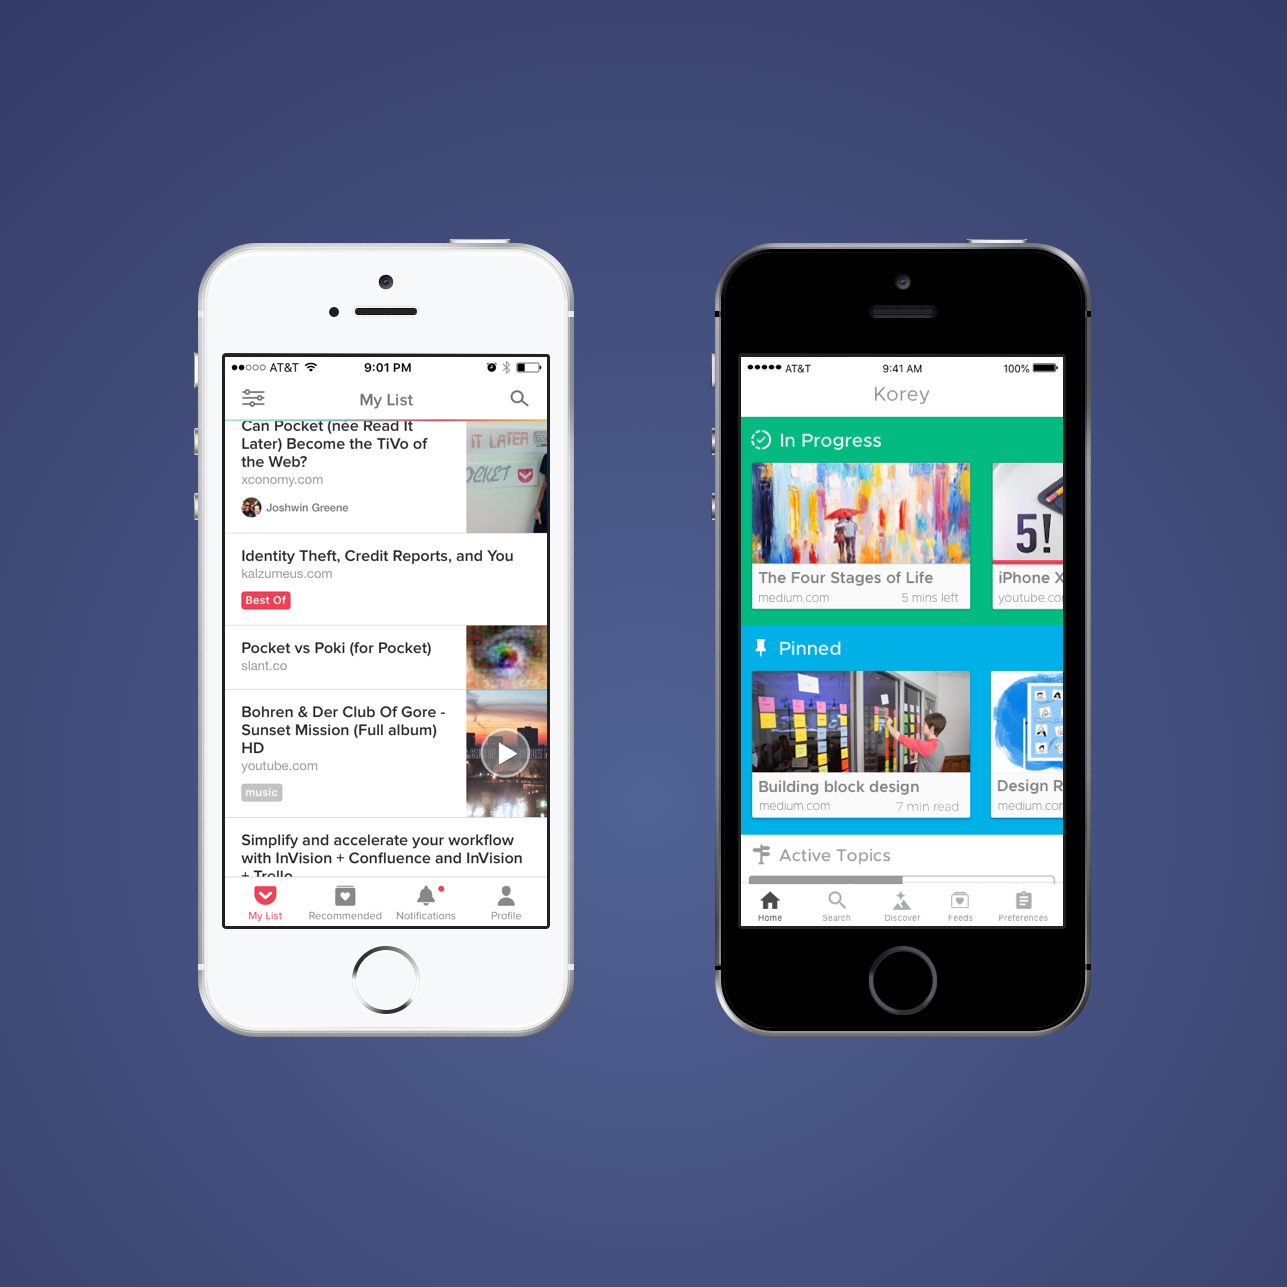 AT&T 9:01 PM
My List
Can Pocket (née Read It
Later) Become the TiVo of
the Web?
xconomy.com
Joshwin Greene
IT LATER
POCKET
Identity Theft, Credit Reports, and You
kalzumeus.com
Best Of
Pocket vs Poki (for Pocket)
slant.co
Bohren & Der Club Of Gore -
Sunset Mission (Full album)
HD
youtube.com
music
Simplify and accelerate your workflow
with InVision + Confluence and InVision
+ Trello
My List Recommended Notifications Profile
AT&T 9:41 AM 100%
Korey
In Progress
The Four Stages of Life
medium.com 5 mins left
5!
iPhone X
youtube.co
Pinned
Building block design
medium.com 7 min read
Design R
medium.com
Active Topics
Home Search Discover Feeds Preferences